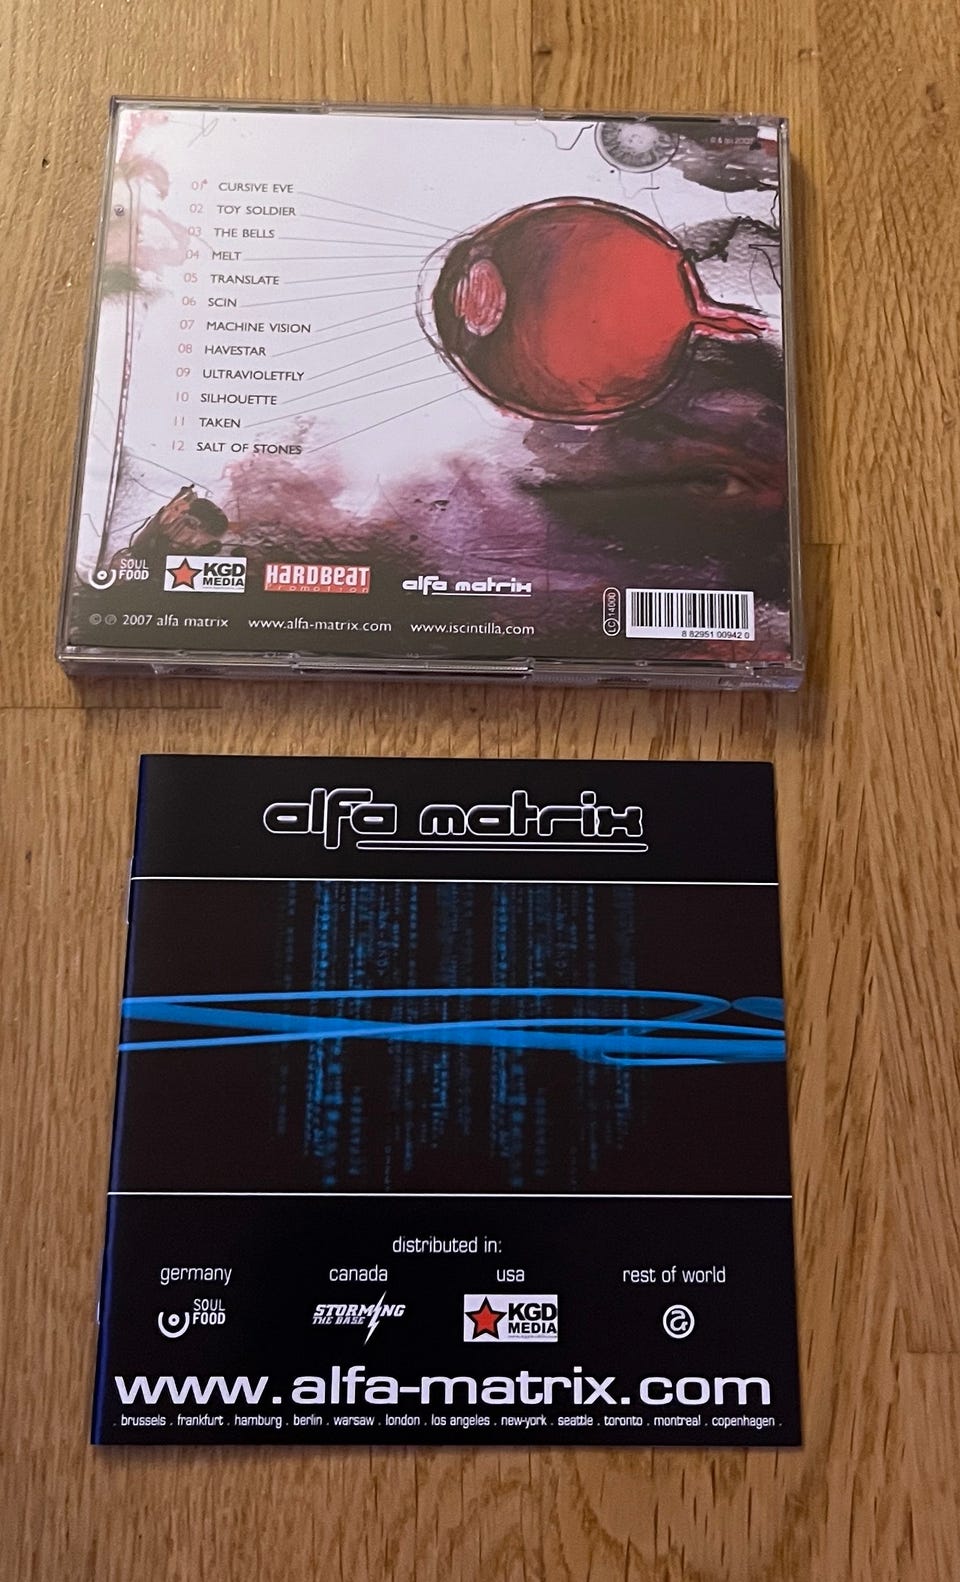 © & (p) 2007
01 CURSIVE EVE
02 TOY SOLDIER
03 THE BELLS
04 MELT
05 TRANSLATE
06 SCIN
07 MACHINE VISION
08 HAVESTAR
09 ULTRAVIOLETFLY
10 SILHOUETTE
11 TAKEN
12 SALT OF STONES
SOUL FOOD
KGD MEDIA
HARDBEAT promotion
alfa matrix
LC 14000
© ℗ 2007 alfa matrix www.alfa-matrix.com www.iscintilla.com
8 82951 00942 0
alfa matrix
distributed in:
germany canada usa rest of world
SOUL FOOD
STORMING THE BASE
KGD MEDIA
a
www.alfa-matrix.com
. brussels . frankfurt . hamburg . berlin . warsaw . london . los angeles . new-york . seattle . toronto . montreal . copenhagen .